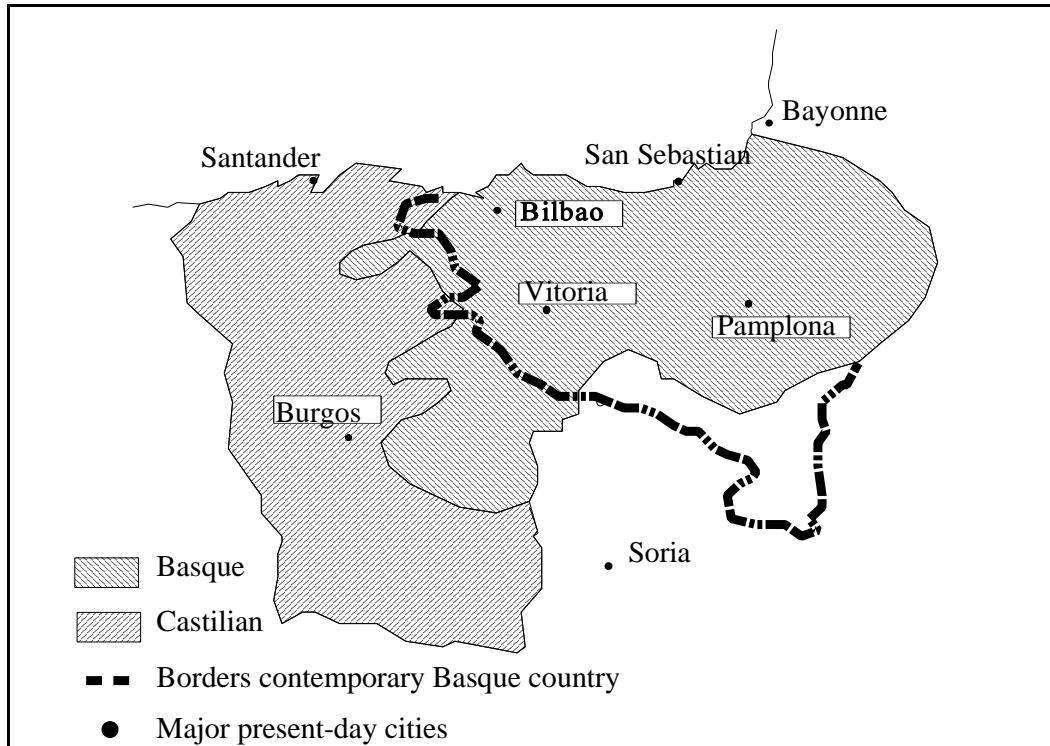 Bayonne
Santander
San Sebastian
Bilbao
Vitoria
Pamplona
Burgos
Soria
Basque
Castilian
Borders contemporary Basque country
Major present-day cities